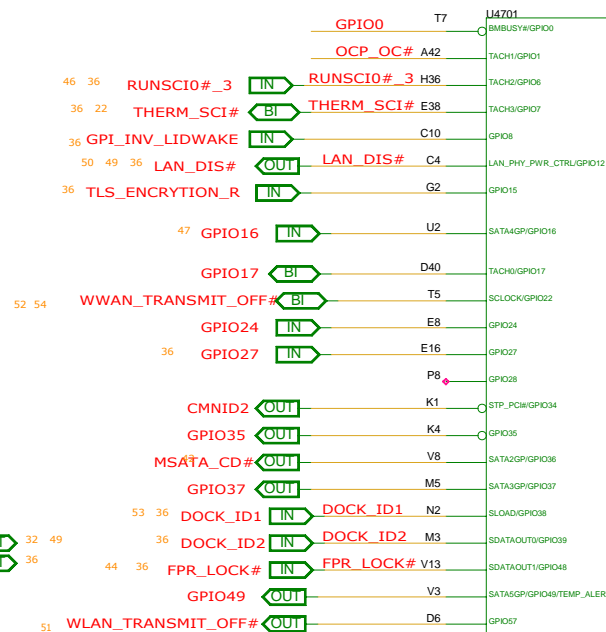 U4701
GPIO0 T7 BMBUSY#/GPIO0
OCP_OC# A42 TACH1/GPIO1
46 36 RUNSCI0#_3 IN RUNSCI0#_3 H36 TACH2/GPIO6
36 22 THERM_SCI# BI THERM_SCI# E38 TACH3/GPIO7
36 GPI_INV_LIDWAKE IN C10 GPIO8
50 49 36 LAN_DIS# OUT LAN_DIS# C4 LAN_PHY_PWR_CTRL/GPIO12
36 TLS_ENCRYTION_R IN G2 GPIO15
47 GPIO16 IN U2 SATA4GP/GPIO16
GPIO17 BI D40 TACH0/GPIO17
52 54 WWAN_TRANSMIT_OFF# BI T5 SCLOCK/GPIO22
GPIO24 IN E8 GPIO24
36 GPIO27 IN E16 GPIO27
P8 GPIO28
CMNID2 OUT K1 STP_PCI#/GPIO34
GPIO35 OUT K4 GPIO35
MSATA_CD# OUT V8 SATA2GP/GPIO36
GPIO37 OUT M5 SATA3GP/GPIO37
53 36 DOCK_ID1 IN DOCK_ID1 N2 SLOAD/GPIO38
32 49 36 DOCK_ID2 IN DOCK_ID2 M3 SDATAOUT0/GPIO39
36 44 36 FPR_LOCK# IN FPR_LOCK# V13 SDATAOUT1/GPIO48
GPIO49 OUT V3 SATA5GP/GPIO49/TEMP_ALER
51 WLAN_TRANSMIT_OFF# OUT D6 GPIO57